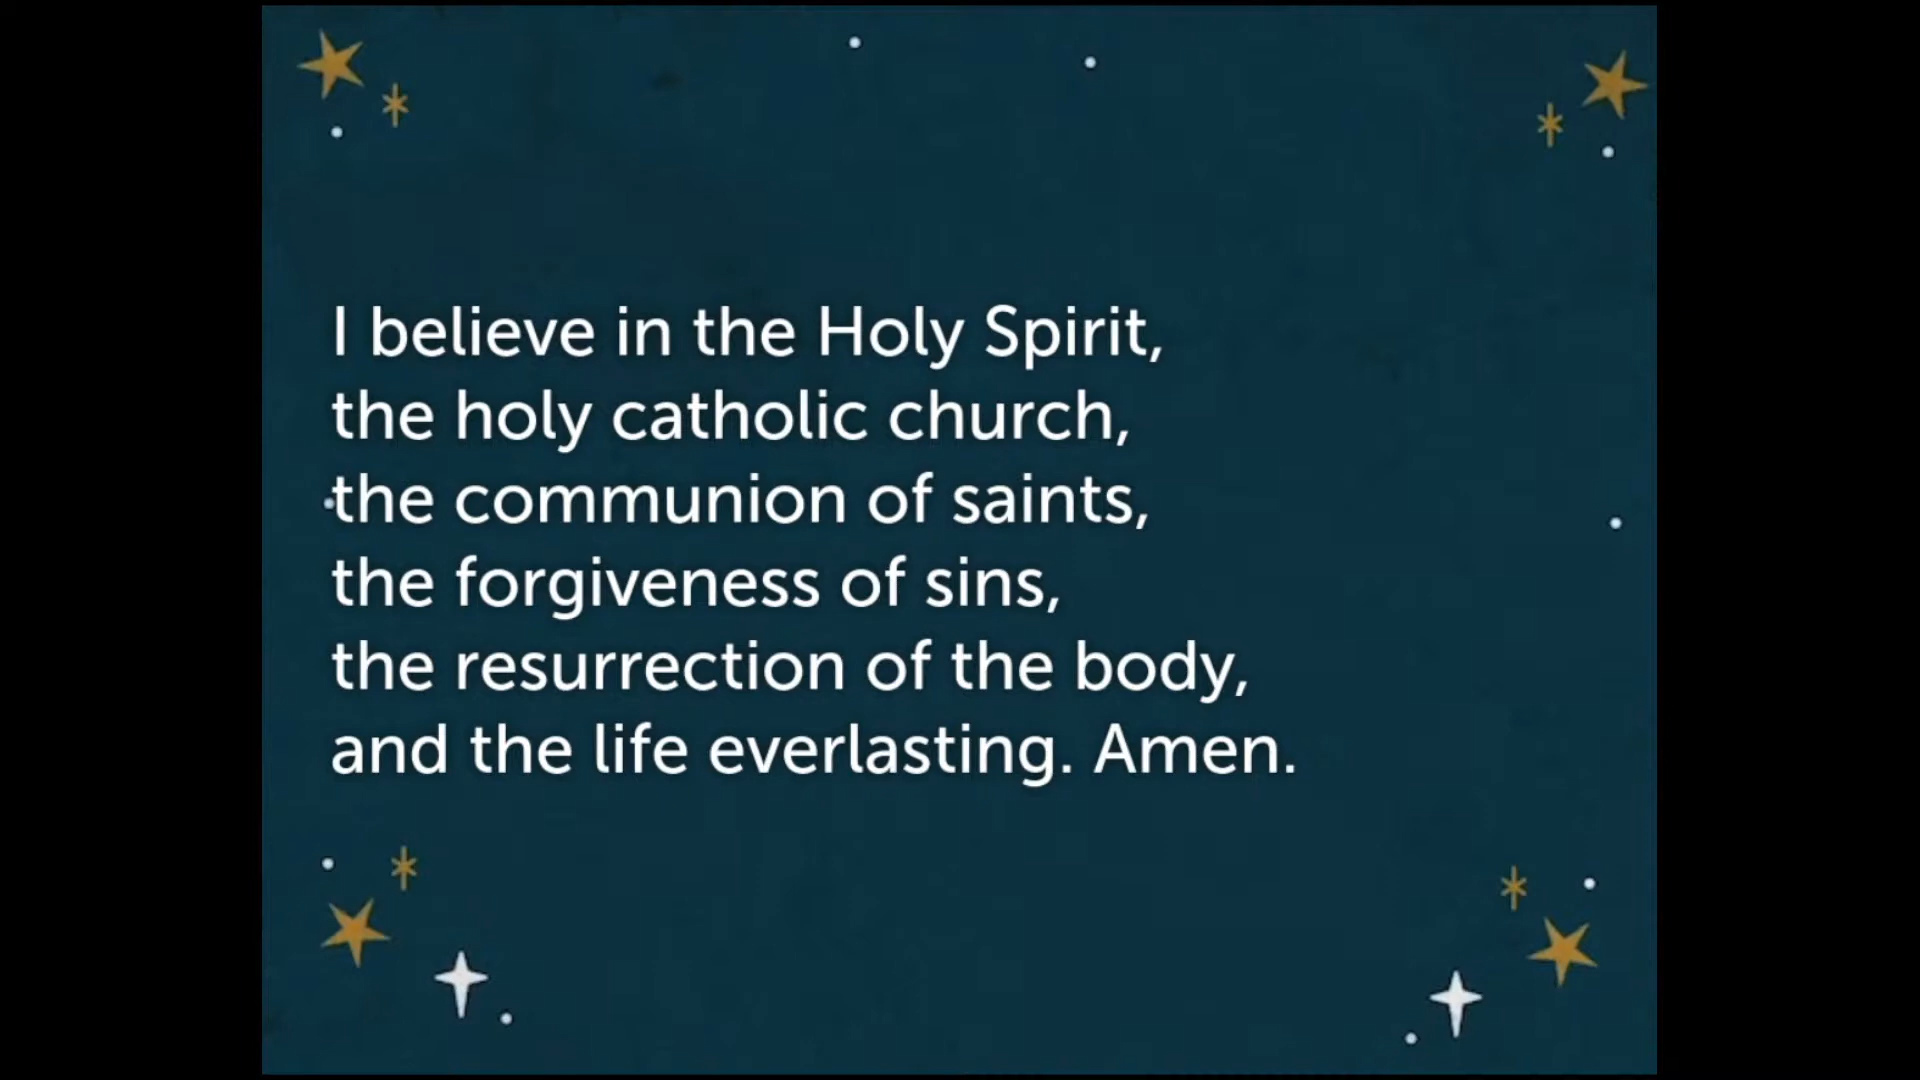 I believe in the Holy Spirit,
the holy catholic church,
the communion of saints,
the forgiveness of sins,
the resurrection of the body,
and the life everlasting. Amen.